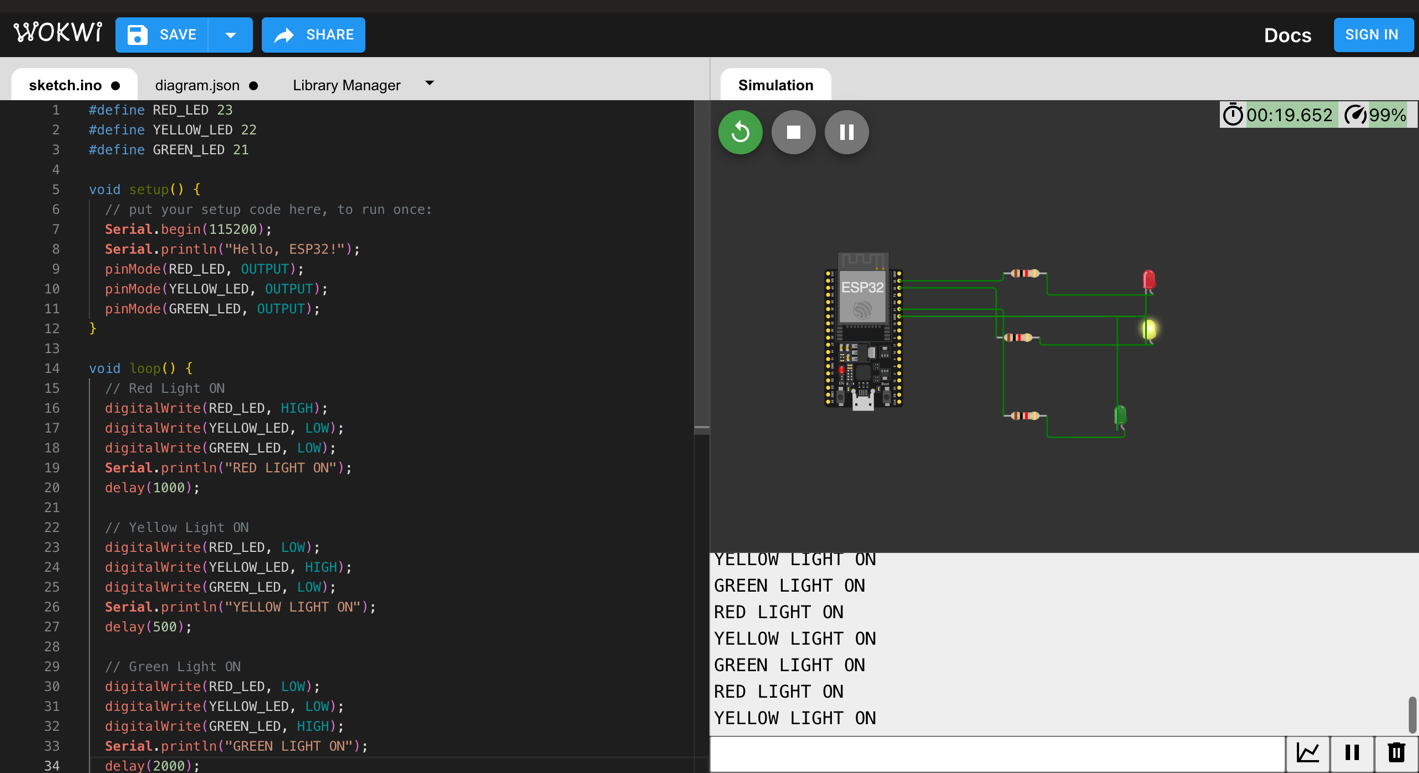 WOKWi SAVE SHARE Docs SIGN IN
sketch.ino diagram.json Library Manager
1 #define RED_LED 23
2 #define YELLOW_LED 22
3 #define GREEN_LED 21
4
5 void setup() {
6 // put your setup code here, to run once:
7 Serial.begin(115200);
8 Serial.println("Hello, ESP32!");
9 pinMode(RED_LED, OUTPUT);
10 pinMode(YELLOW_LED, OUTPUT);
11 pinMode(GREEN_LED, OUTPUT);
12 }
13
14 void loop() {
15 // Red Light ON
16 digitalWrite(RED_LED, HIGH);
17 digitalWrite(YELLOW_LED, LOW);
18 digitalWrite(GREEN_LED, LOW);
19 Serial.println("RED LIGHT ON");
20 delay(1000);
21
22 // Yellow Light ON
23 digitalWrite(RED_LED, LOW);
24 digitalWrite(YELLOW_LED, HIGH);
25 digitalWrite(GREEN_LED, LOW);
26 Serial.println("YELLOW LIGHT ON");
27 delay(500);
28
29 // Green Light ON
30 digitalWrite(RED_LED, LOW);
31 digitalWrite(YELLOW_LED, LOW);
32 digitalWrite(GREEN_LED, HIGH);
33 Serial.println("GREEN LIGHT ON");
34 delay(2000);
Simulation
00:19.652 99%
ESP32
YELLOW LIGHT ON
GREEN LIGHT ON
RED LIGHT ON
YELLOW LIGHT ON
GREEN LIGHT ON
RED LIGHT ON
YELLOW LIGHT ON